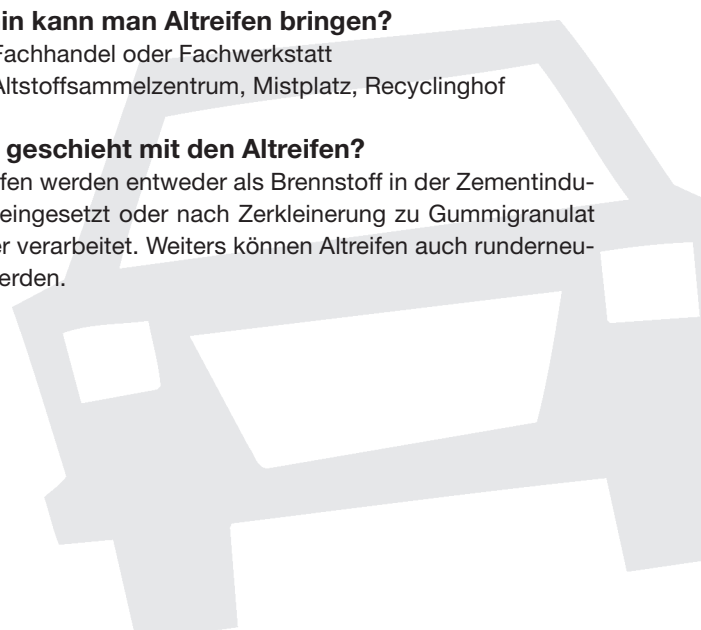 in kann man Altreifen bringen?
Fachhandel oder Fachwerkstatt
Altstoffsammelzentrum, Mistplatz, Recyclinghof
geschieht mit den Altreifen?
fen werden entweder als Brennstoff in der Zementindu-
eingesetzt oder nach Zerkleinerung zu Gummigranulat
er verarbeitet. Weiters können Altreifen auch runderneu-
erden.